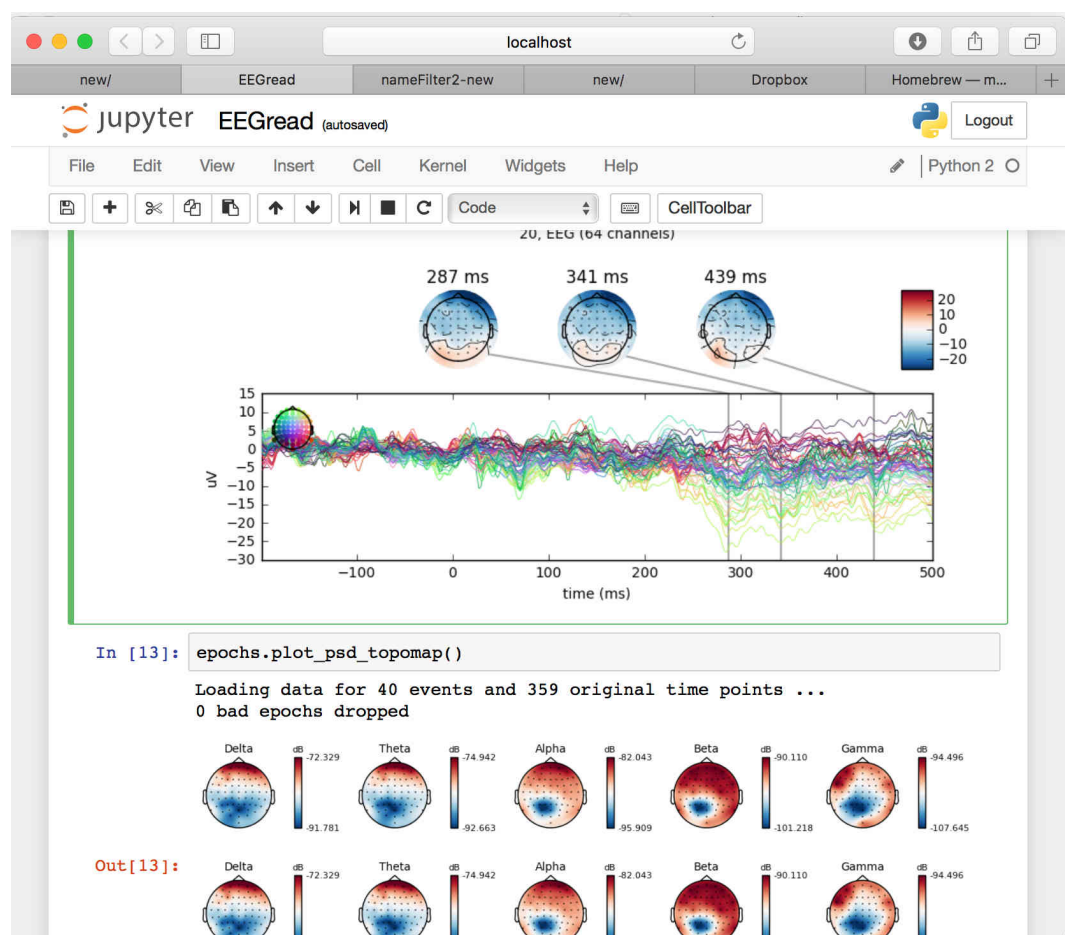 localhost
new/ EEGread nameFilter2-new new/ Dropbox Homebrew — m...
jupyter EEGread (autosaved) Logout
File Edit View Insert Cell Kernel Widgets Help Python 2
Code CellToolbar
20, EEG (64 channels)
287 ms 341 ms 439 ms
20
10
0
−10
−20
15
10
5
0
−5
−10
−15
−20
−25
−30
uV
−100 0 100 200 300 400 500
time (ms)
In [13]: epochs.plot_psd_topomap()
Loading data for 40 events and 359 original time points ...
0 bad epochs dropped
Delta dB Theta dB Alpha dB Beta dB Gamma dB
-72.329 -74.942 -82.043 -90.110 -94.496
-91.781 -92.663 -95.909 -101.218 -107.645
Out[13]: Delta dB Theta dB Alpha dB Beta dB Gamma dB
-72.329 -74.942 -82.043 -90.110 -94.496